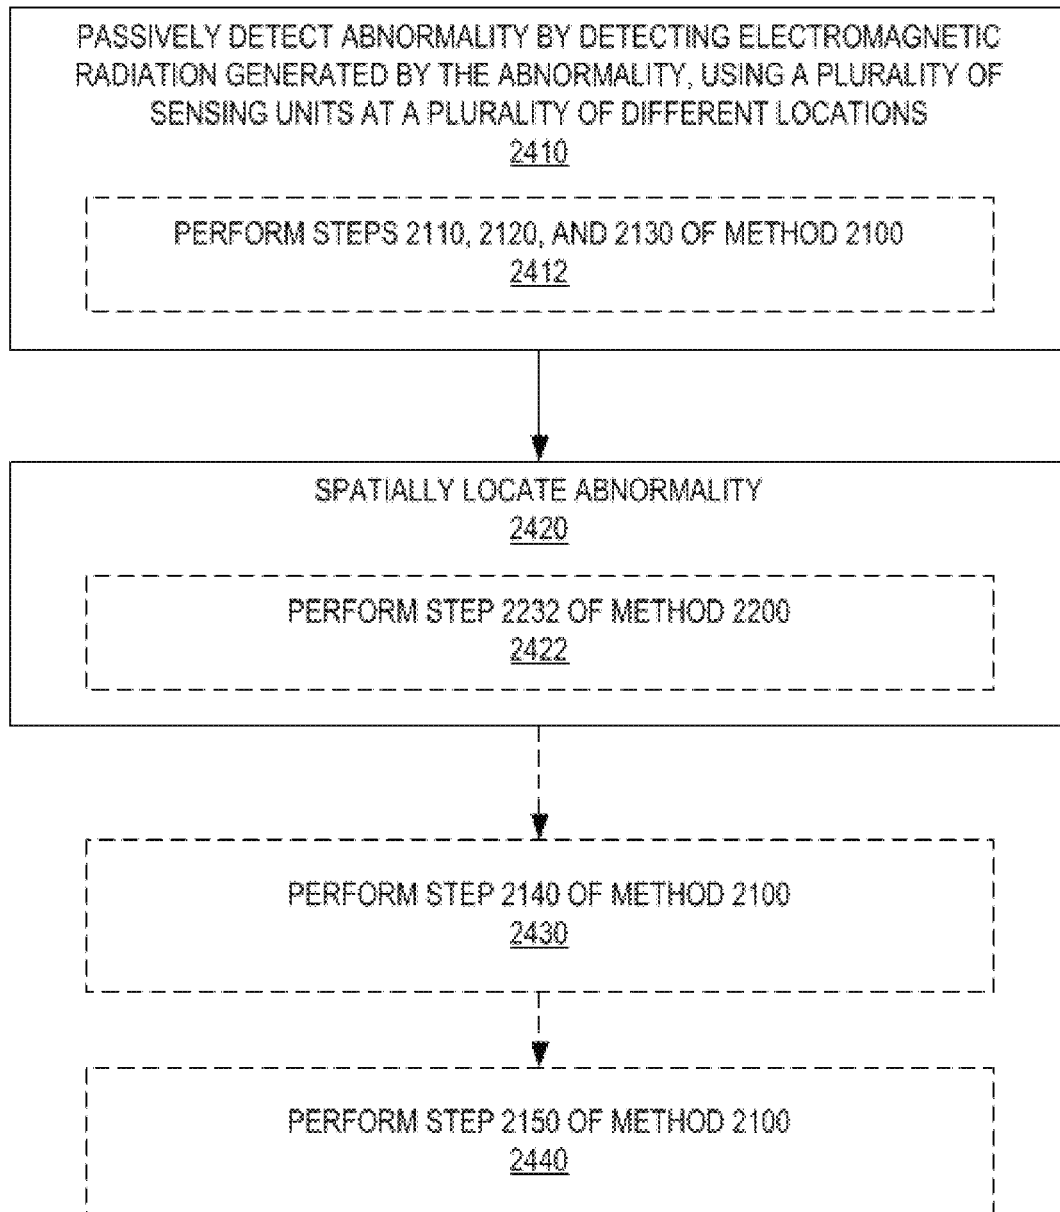 PASSIVELY DETECT ABNORMALITY BY DETECTING ELECTROMAGNETIC
RADIATION GENERATED BY THE ABNORMALITY, USING A PLURALITY OF
SENSING UNITS AT A PLURALITY OF DIFFERENT LOCATIONS
2410
PERFORM STEPS 2110, 2120, AND 2130 OF METHOD 2100
2412
SPATIALLY LOCATE ABNORMALITY
2420
PERFORM STEP 2232 OF METHOD 2200
2422
PERFORM STEP 2140 OF METHOD 2100
2430
PERFORM STEP 2150 OF METHOD 2100
2440